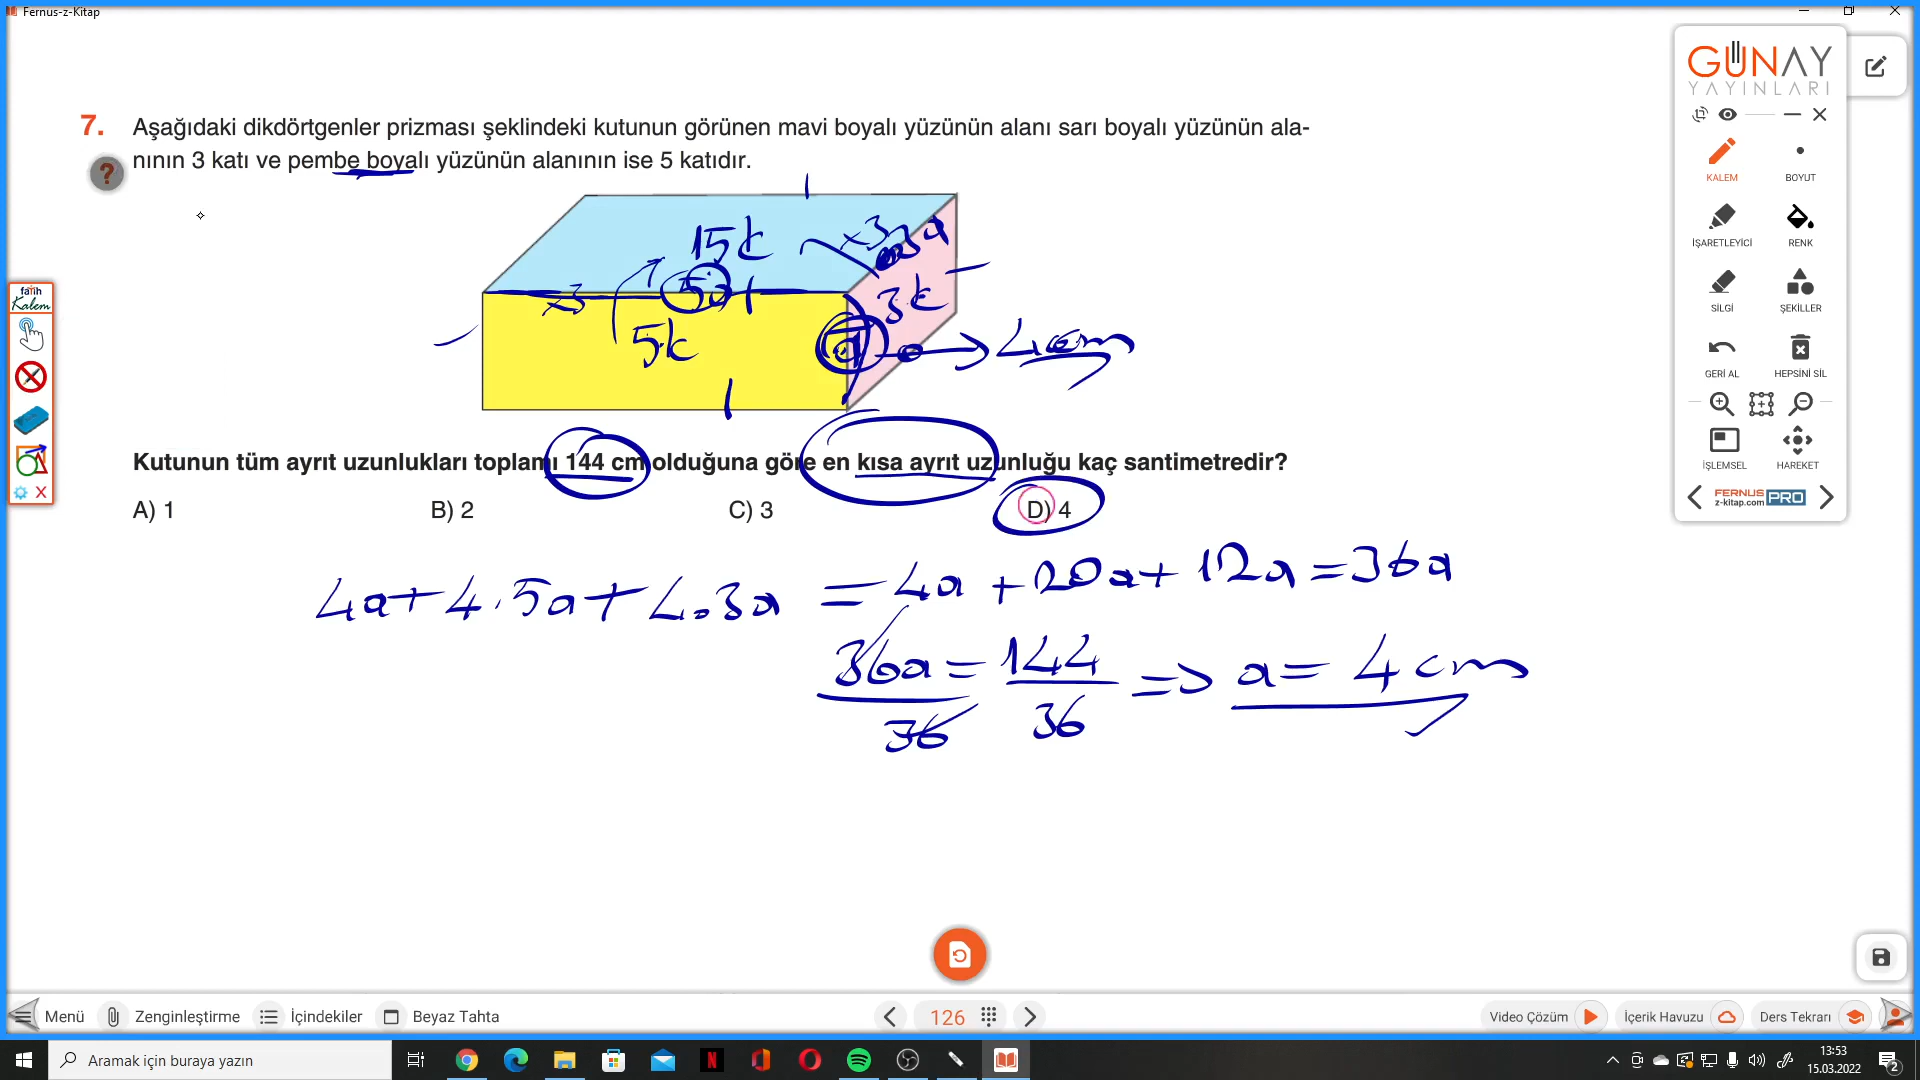 Fernus-z-Kitap
GÜNAY
YAYINLARI
7. Aşağıdaki dikdörtgenler prizması şeklindeki kutunun görünen mavi boyalı yüzünün alanı sarı boyalı yüzünün ala-
nının 3 katı ve pembe boyalı yüzünün alanının ise 5 katıdır.
?
KALEM
BOYUT
İŞARETLEYİCİ
RENK
SİLGİ
ŞEKİLLER
GERİ AL
HEPSİNİ SİL
İŞLEMSEL
HAREKET
FERNUS PRO
z-kitap.com
fatih
Kalem
X
15k
x3
3a
x3
5a
3k
5k
a
4cm
Kutunun tüm ayrıt uzunlukları toplamı 144 cm olduğuna göre en kısa ayrıt uzunluğu kaç santimetredir?
A) 1 B) 2 C) 3 D) 4
4a+4.5a+4.3a = 4a+20a+12a=36a
36a = 144 => a = 4cm
36 36
Menü Zenginleştirme İçindekiler Beyaz Tahta 126 Video Çözüm İçerik Havuzu Ders Tekrarı
Aramak için buraya yazın
13:53
15.03.2022
2